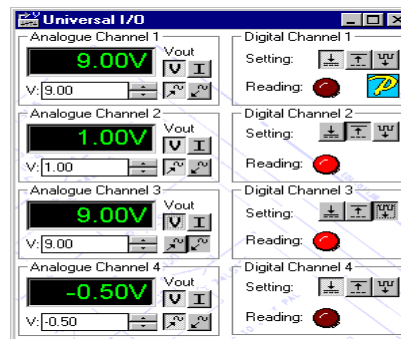 Universal I/O
Analogue Channel 1
9.00V
Vout
V I
V: 9.00
Digital Channel 1
Setting:
Reading:
Analogue Channel 2
1.00V
Vout
V I
V: 1.00
Digital Channel 2
Setting:
Reading:
Analogue Channel 3
9.00V
Vout
V I
V: 9.00
Digital Channel 3
Setting:
Reading:
Analogue Channel 4
-0.50V
Vout
V I
V: -0.50
Digital Channel 4
Setting:
Reading: